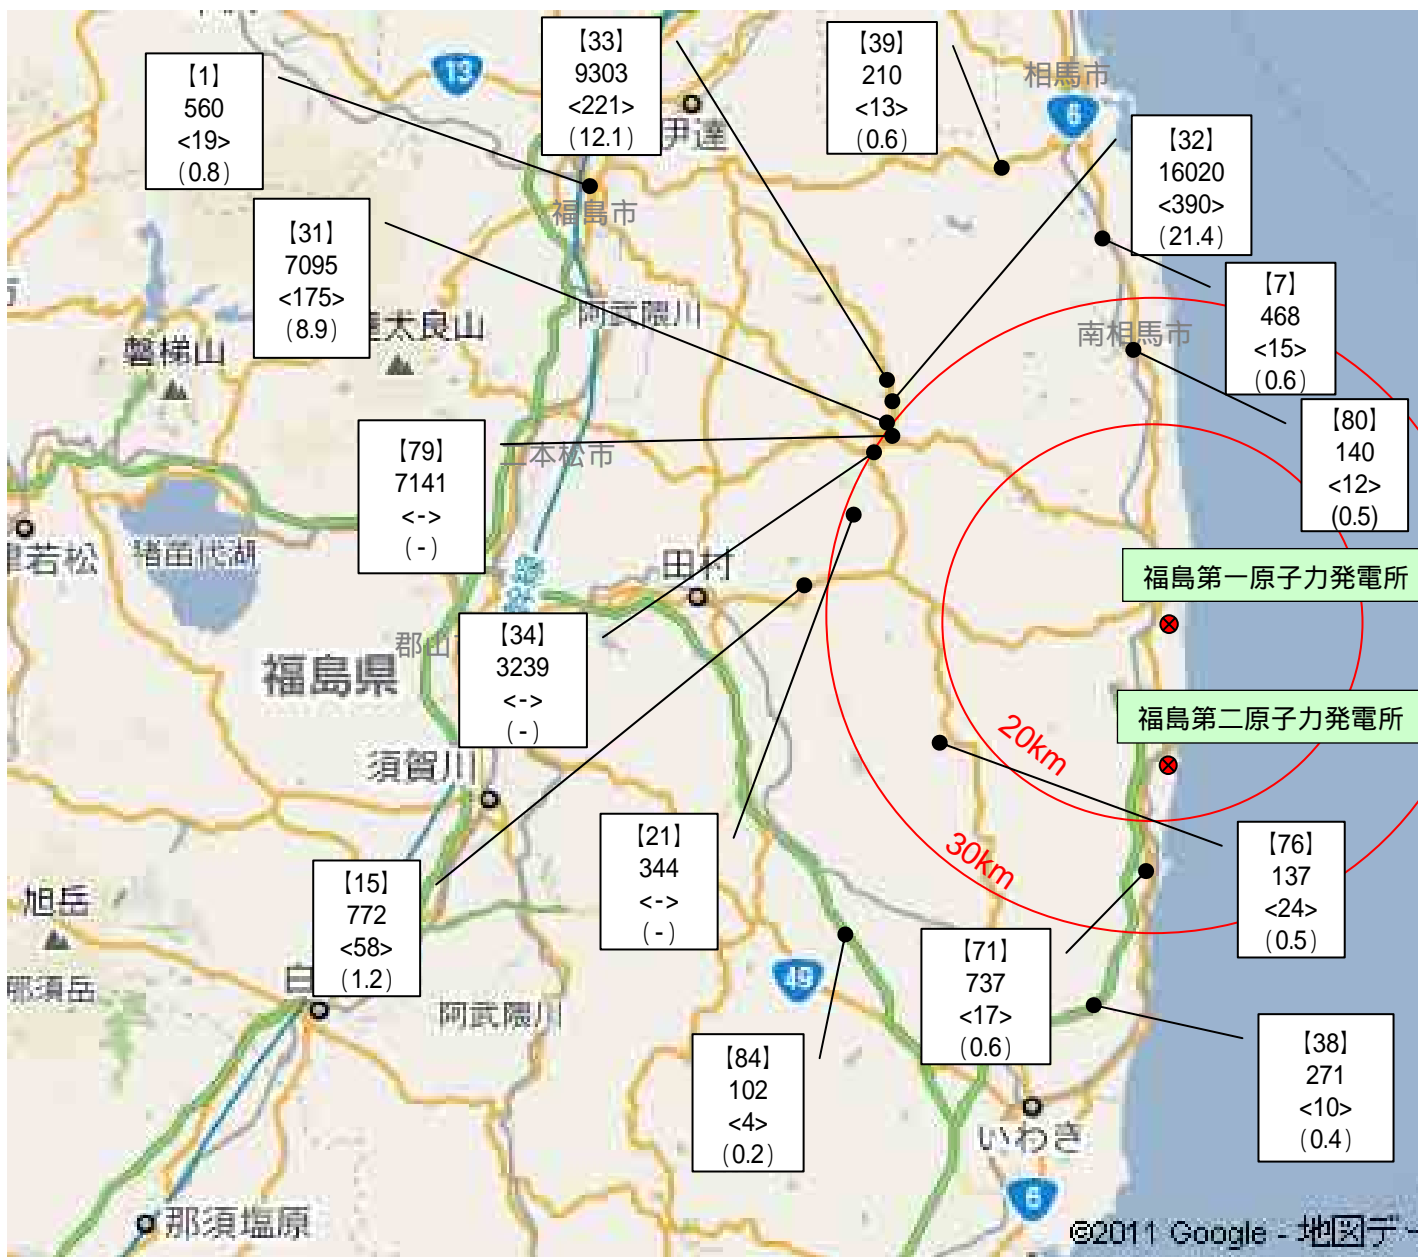 【1】
560
<19>
(0.8)
13
【33】
9303
<221>
(12.1)
伊達
【39】
210
<13>
(0.6)
相馬市
6
【32】
16020
<390>
(21.4)
福島市
【31】
7095
<175>
(8.9)
阿武隈川
太良山
磐梯山
【7】
468
<15>
(0.6)
南相馬市
【80】
140
<12>
(0.5)
【79】
7141
<->
(-)
二本松市
若松
猪苗代湖
田村
福島第一原子力発電所
【34】
3239
<->
(-)
郡山
福島県
福島第二原子力発電所
20km
須賀川
【21】
344
<->
(-)
30km
【76】
137
<24>
(0.5)
【15】
772
<58>
(1.2)
旭岳
那須岳
白
阿武隈川
49
【71】
737
<17>
(0.6)
【84】
102
<4>
(0.2)
【38】
271
<10>
(0.4)
いわき
6
那須塩原
©2011 Google - 地図デー